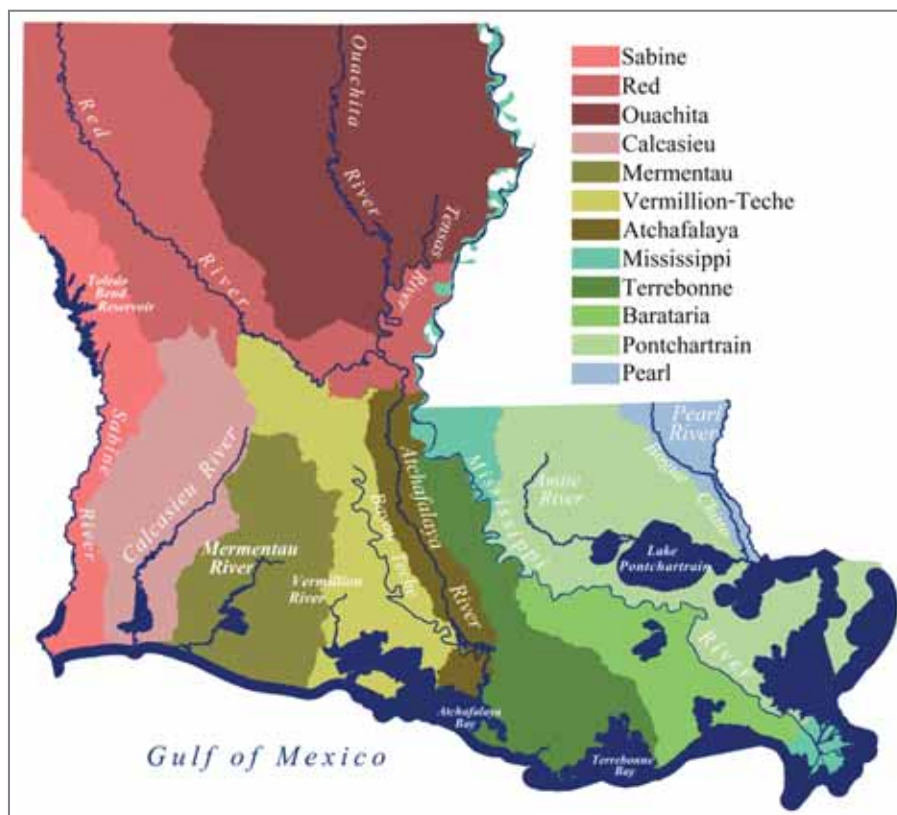 Sabine
Red
Ouachita
Calcasieu
Mermentau
Vermillion-Teche
Atchafalaya
Mississippi
Terrebonne
Barataria
Pontchartrain
Pearl
Red
River
Ouachita
River
Tensas
River
Toledo
Bend
Reservoir
Sabine
River
Calcasieu River
Mermentau
River
Vermillion
River
Bayou Teche
Atchafalaya
River
Mississippi
River
Amite
River
Pearl
River
Bogue Chitto
Lake
Pontchartrain
Atchafalaya
Bay
Terrebonne
Bay
Gulf of Mexico